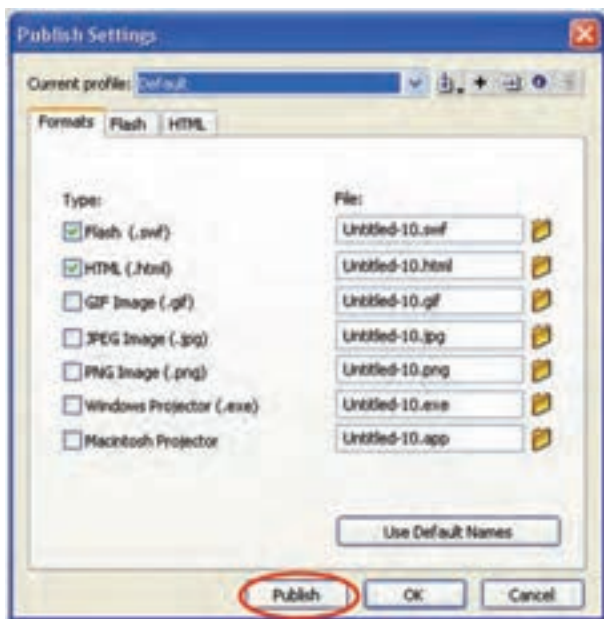 Publish Settings
Current profile: Default
Formats Flash HTML
Type: File:
Flash (.swf) Untitled-10.swf
HTML (.html) Untitled-10.html
GIF Image (.gif) Untitled-10.gif
JPEG Image (.jpg) Untitled-10.jpg
PNG Image (.png) Untitled-10.png
Windows Projector (.exe) Untitled-10.exe
Macintosh Projector Untitled-10.app
Use Default Names
Publish OK Cancel